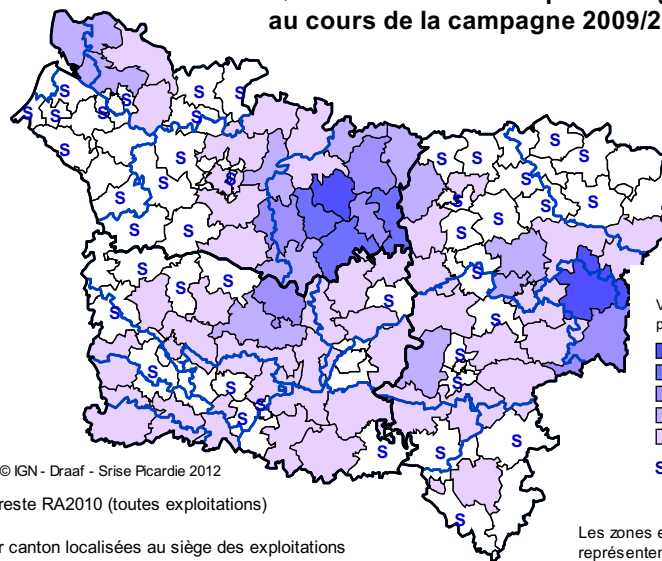 au cours de la campagne 2009/2
© IGN - Draaf - Srise Picardie 2012
reste RA2010 (toutes exploitations)
r canton localisées au siège des exploitations
Les zones e
représenter